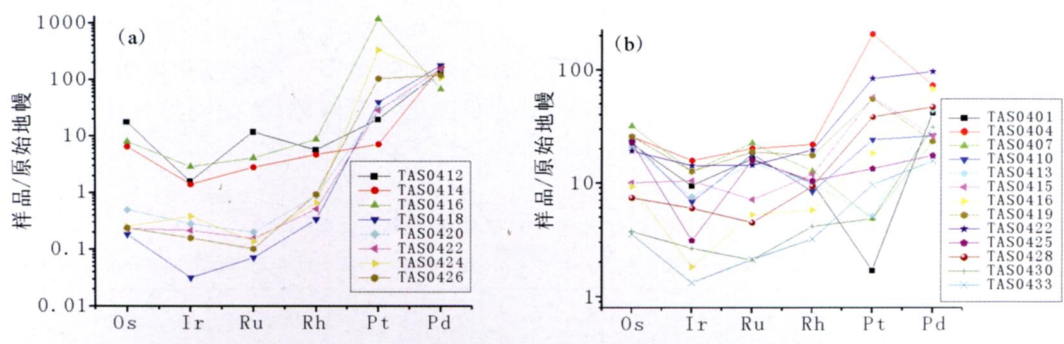 (a)
1000
100
10
1
0.1
0.01
样品/原始地幔
Os Ir Ru Rh Pt Pd
TAS0412
TAS0414
TAS0416
TAS0418
TAS0420
TAS0422
TAS0424
TAS0426
(b)
100
10
1
样品/原始地幔
Os Ir Ru Rh Pt Pd
TAS0401
TAS0404
TAS0407
TAS0410
TAS0413
TAS0415
TAS0416
TAS0419
TAS0422
TAS0425
TAS0428
TAS0430
TAS0433